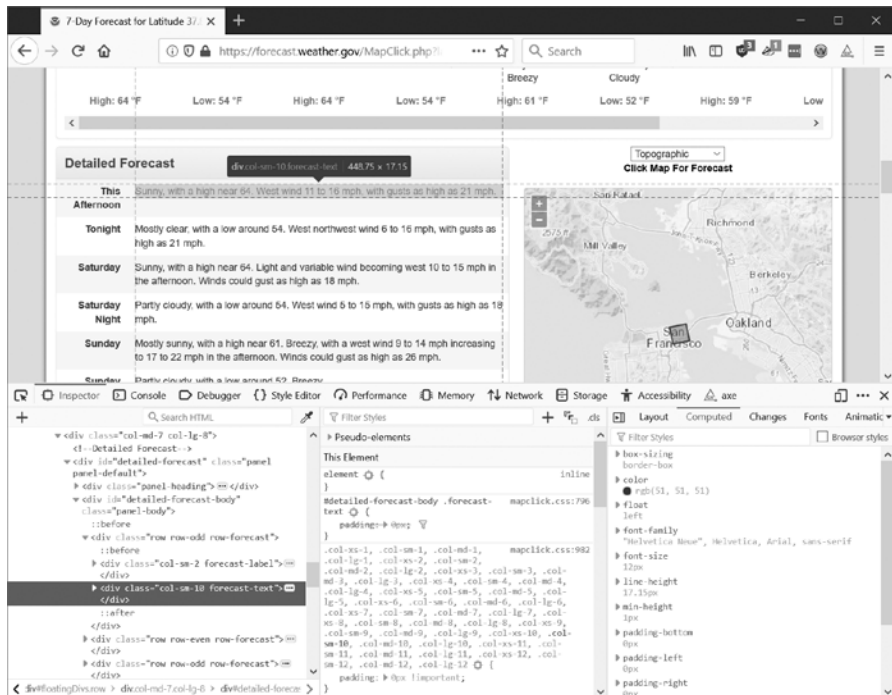 7-Day Forecast for Latitude 37.
https://forecast.weather.gov/MapClick.php?
Search
3
1
Breezy
Cloudy
High: 64 °F
Low: 54 °F
High: 64 °F
Low: 54 °F
High: 61 °F
Low: 52 °F
High: 59 °F
Low
Detailed Forecast
div.col-sm-10.forecast-text | 448.75 × 17.15
This Afternoon
Sunny, with a high near 64. West wind 11 to 16 mph, with gusts as high as 21 mph.
Tonight
Mostly clear, with a low around 54. West northwest wind 6 to 16 mph, with gusts as
high as 21 mph.
Saturday
Sunny, with a high near 64. Light and variable wind becoming west 10 to 15 mph in
the afternoon. Winds could gust as high as 18 mph.
Saturday Night
Partly cloudy, with a low around 54. West wind 5 to 15 mph, with gusts as high as 18
mph.
Sunday
Mostly sunny, with a high near 61. Breezy, with a west wind 9 to 14 mph increasing
to 17 to 22 mph in the afternoon. Winds could gust as high as 26 mph.
Sunday
Partly cloudy, with a low around 52. Breezy
Topographic
Click Map For Forecast
+
−
San Rafael
Richmond
2575 ft
Mill Valley
Berkeley
Oakland
San
Francisco
Inspector
Console
Debugger
{} Style Editor
Performance
Memory
Network
Storage
Accessibility
axe
+
Search HTML
<div class="col-md-7 col-lg-8">
<!--Detailed Forecast-->
<div id="detailed-forecast" class="panel
panel-default">
<div class="panel-heading"></div>
<div id="detailed-forecast-body"
class="panel-body">
::before
<div class="row row-odd row-forecast">
::before
<div class="col-sm-2 forecast-label">
</div>
<div class="col-sm-10 forecast-text">
</div>
::after
</div>
<div class="row row-even row-forecast">
</div>
<div class="row row-odd row-forecast">
</div>
div#floatingDivs.row > div.col-md-7.col-lg-8 > div#detailed-forecas
Filter Styles
+
.cls
Pseudo-elements
This Element
element {
inline
}
#detailed-forecast-body .forecast-
text {
mapclick.css:796
padding: 0px;
}
.col-xs-1, .col-sm-1, .col-md-1,
mapclick.css:982
.col-lg-1, .col-xs-2, .col-sm-2,
.col-md-2, .col-lg-2, .col-xs-3, .col-sm-3, .col-
md-3, .col-lg-3, .col-xs-4, .col-sm-4, .col-md-4,
.col-lg-4, .col-xs-5, .col-sm-5, .col-md-5, .col-
lg-5, .col-xs-6, .col-sm-6, .col-md-6, .col-lg-6,
.col-xs-7, .col-sm-7, .col-md-7, .col-lg-7, .col-
xs-8, .col-sm-8, .col-md-8, .col-lg-8, .col-xs-9,
.col-sm-9, .col-md-9, .col-lg-9, .col-xs-10, .col-
sm-10, .col-md-10, .col-lg-10, .col-xs-11, .col-
sm-11, .col-md-11, .col-lg-11, .col-xs-12, .col-
sm-12, .col-md-12, .col-lg-12 {
padding: 0px !important;
Layout
Computed
Changes
Fonts
Animatic
Filter Styles
Browser styles
box-sizing
border-box
color
rgb(51, 51, 51)
float
left
font-family
"Helvetica Neue", Helvetica, Arial, sans-serif
font-size
12px
line-height
17.15px
min-height
1px
padding-bottom
0px
padding-left
0px
padding-right
0px